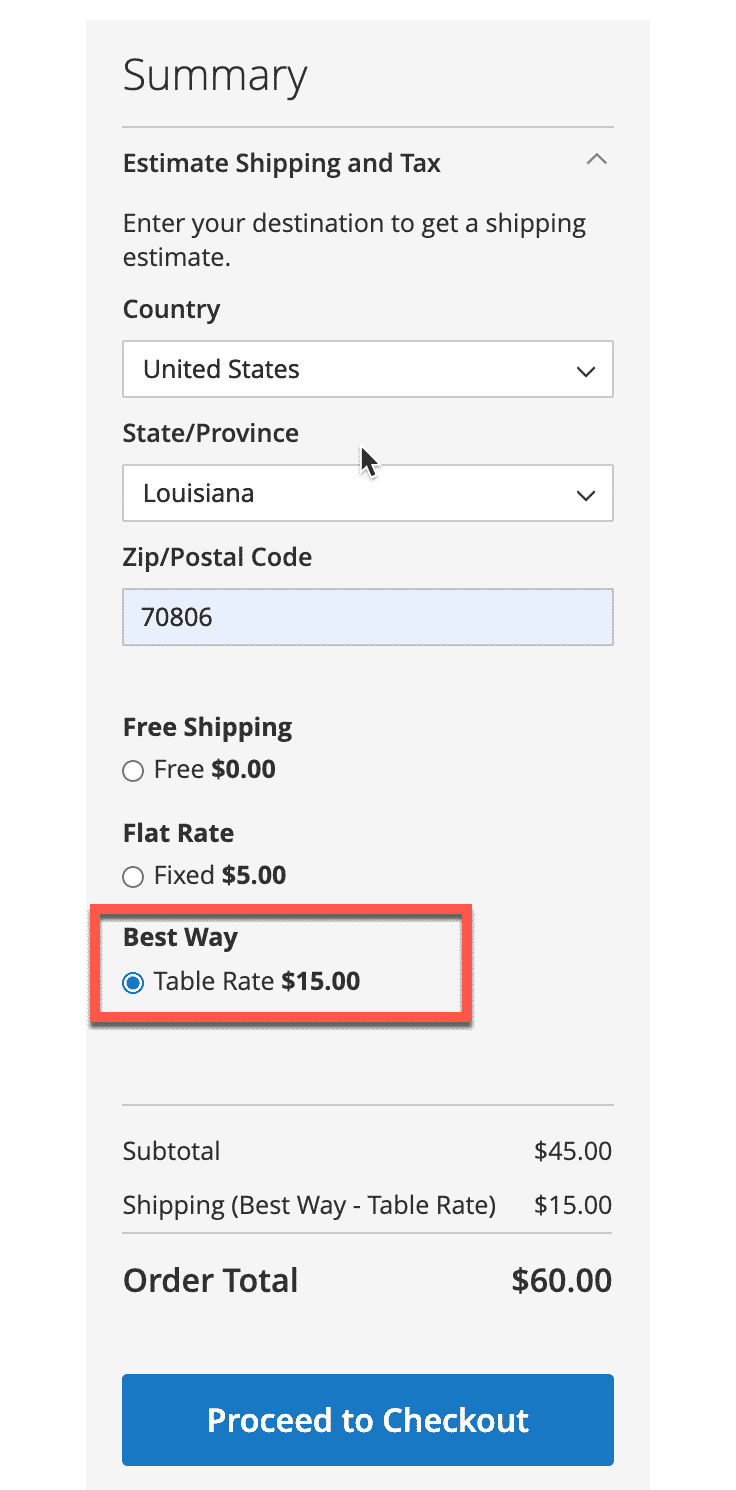 Summary
Estimate Shipping and Tax
Enter your destination to get a shipping
estimate.
Country
United States
State/Province
Louisiana
Zip/Postal Code
70806
Free Shipping
Free $0.00
Flat Rate
Fixed $5.00
Best Way
Table Rate $15.00
Subtotal $45.00
Shipping (Best Way - Table Rate) $15.00
Order Total $60.00
Proceed to Checkout